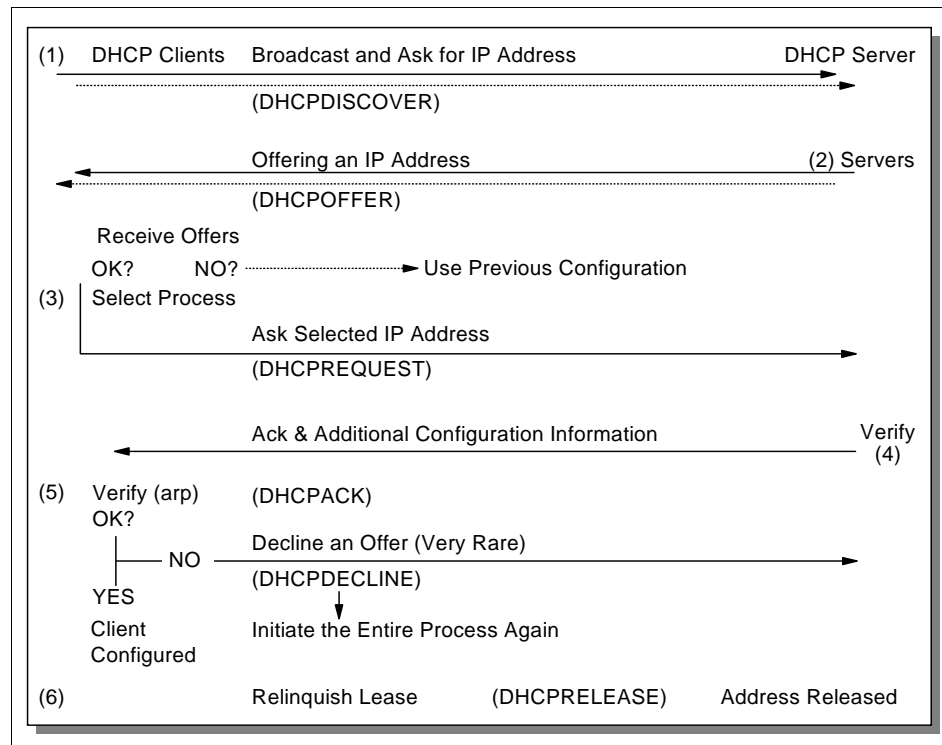 (1) DHCP Clients Broadcast and Ask for IP Address DHCP Server
(DHCPDISCOVER)
Offering an IP Address (2) Servers
(DHCPOFFER)
Receive Offers
OK? NO? Use Previous Configuration
(3) Select Process
Ask Selected IP Address
(DHCPREQUEST)
Ack & Additional Configuration Information Verify
(4)
(5) Verify (arp) (DHCPACK)
OK?
Decline an Offer (Very Rare)
NO
(DHCPDECLINE)
YES
Client Initiate the Entire Process Again
Configured
(6) Relinquish Lease (DHCPRELEASE) Address Released